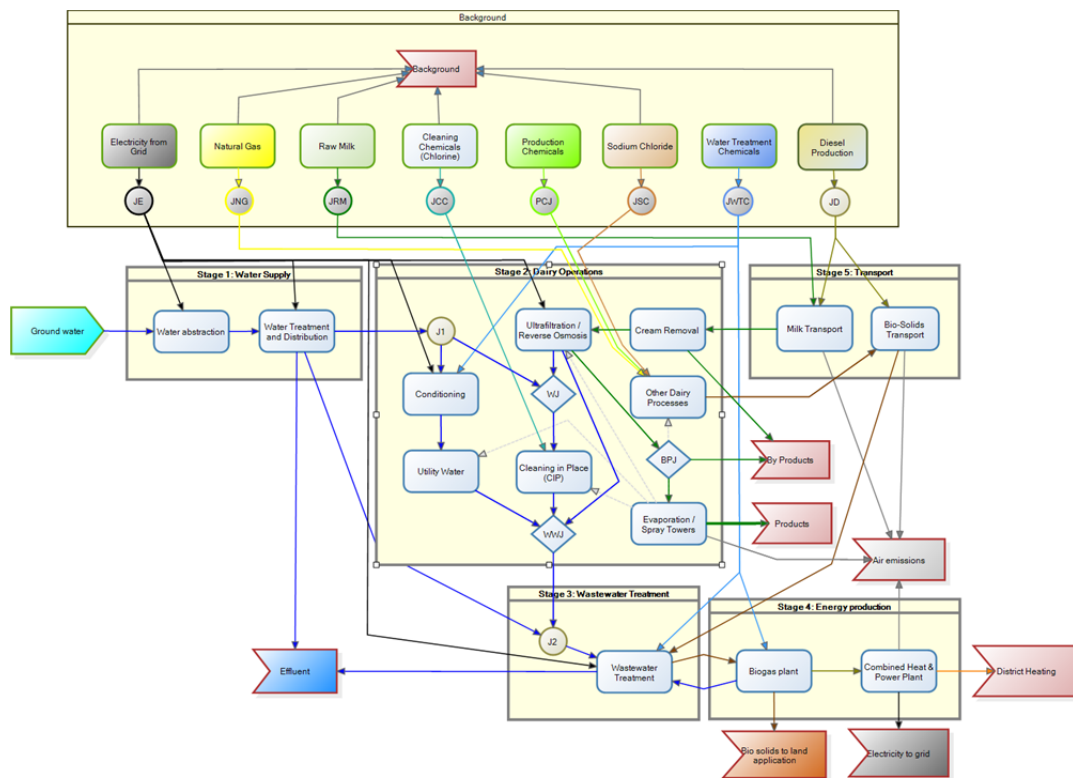 Background
Background
Electricity from
Grid
Natural Gas
Raw Milk
Cleaning
Chemicals
(Chlorine)
Production
Chemicals
Sodium Chloride
Water Treatment
Chemicals
Diesel
Production
JE
JNG
JRM
JCC
PCJ
JSC
JWTC
JD
Stage 1: Water Supply
Stage 2: Dairy Operations
Stage 5: Transport
Ground water
Water abstraction
Water Treatment
and Distribution
J1
Ultrafiltration /
Reverse Osmosis
Cream Removal
Milk Transport
Bio-Solids
Transport
Conditioning
WJ
Other Dairy
Processes
Utility Water
Cleaning in Place
(CIP)
BPJ
By Products
WWJ
Evaporation /
Spray Towers
Products
Air emissions
Stage 3: Wastewater Treatment
Stage 4: Energy production
J2
Effluent
Wastewater
Treatment
Biogas plant
Combined Heat &
Power Plant
District Heating
Bio solids to land
application
Electricity to grid